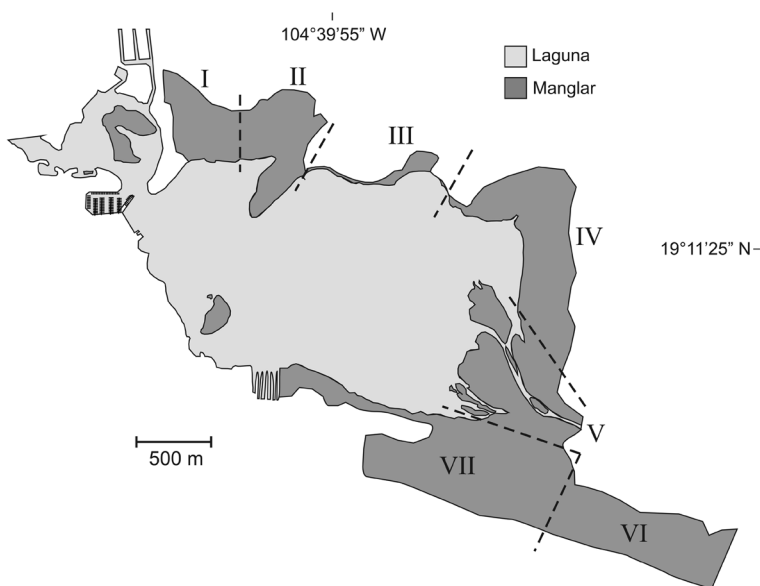 104°39'55” W
Laguna
Manglar
I
II
III
IV
19°11'25” N
500 m
V
VII
VI